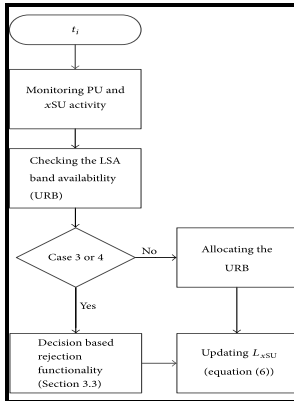 t_i
Monitoring PU and
xSU activity
Checking the LSA
band availabitlity
(URB)
Case 3 or 4
No
Allocating the
URB
Yes
Decision based
rejection
functionality
(Section 3.3)
Updating L_xSU
(equation (6))